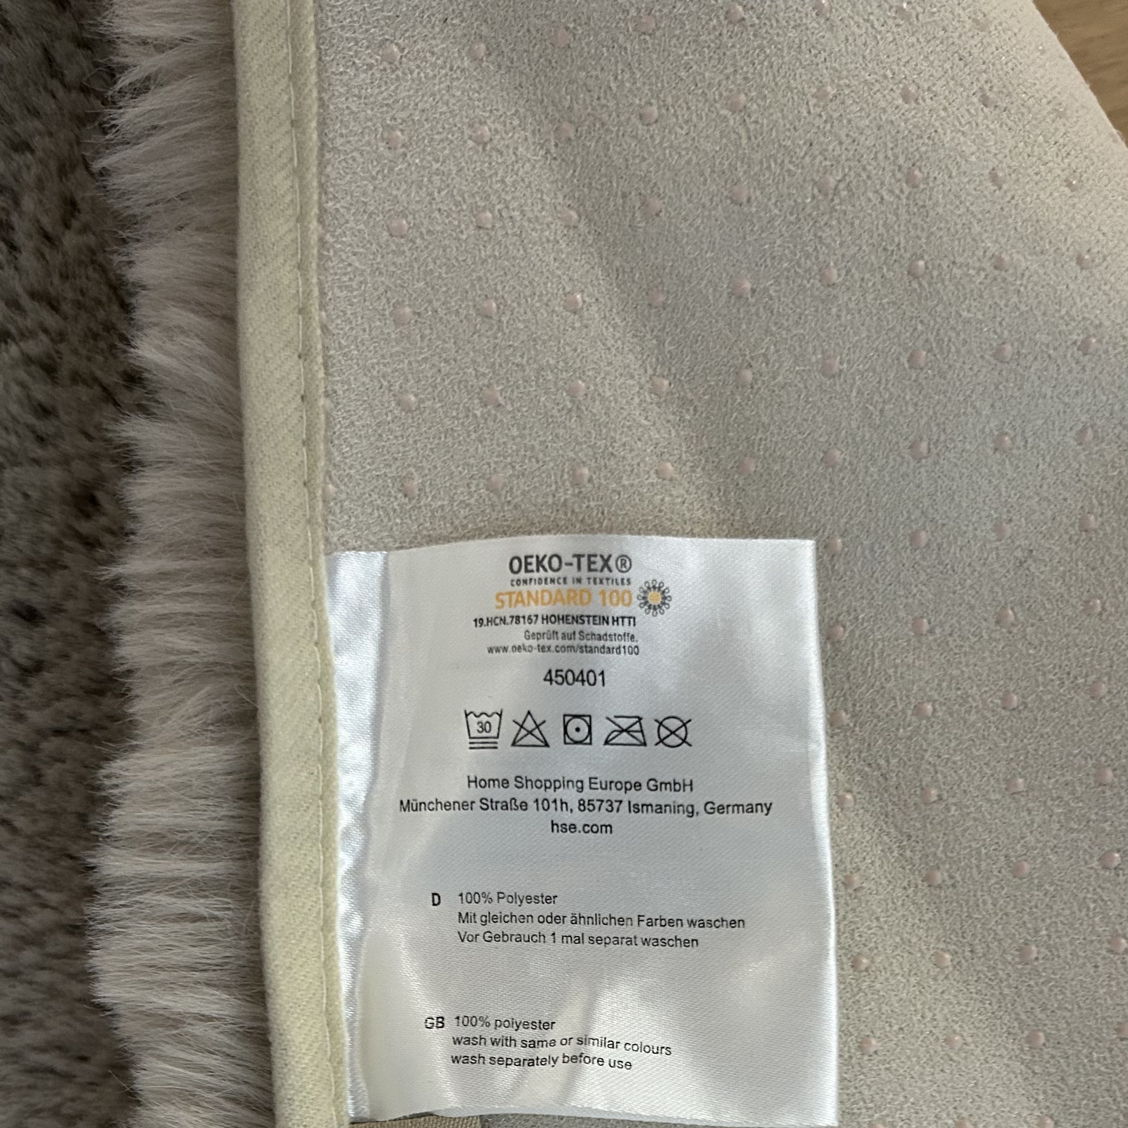 OEKO-TEX®
CONFIDENCE IN TEXTILES
STANDARD 100
19.HCN.78167 HOHENSTEIN HTTI
Geprüft auf Schadstoffe.
www.oeko-tex.com/standard100
450401
30
Home Shopping Europe GmbH
Münchener Straße 101h, 85737 Ismaning, Germany
hse.com
D 100% Polyester
Mit gleichen oder ähnlichen Farben waschen
Vor Gebrauch 1 mal separat waschen
GB 100% polyester
wash with same or similar colours
wash separately before use